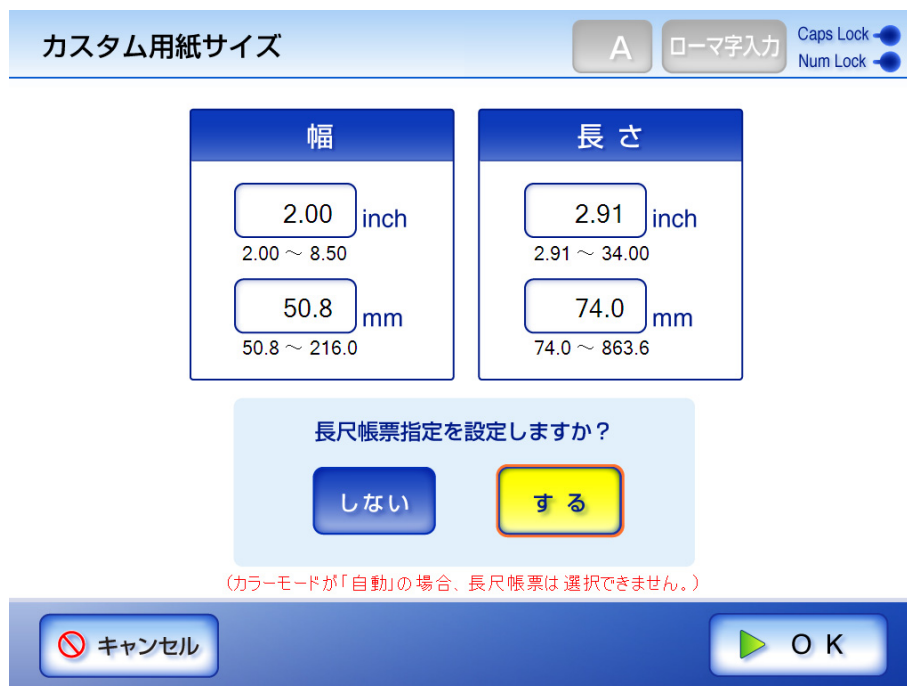 カスタム用紙サイズ
A
ローマ字入力
Caps Lock
Num Lock
幅
2.00 inch
2.00 ～ 8.50
50.8 mm
50.8 ～ 216.0
長 さ
2.91 inch
2.91 ～ 34.00
74.0 mm
74.0 ～ 863.6
長尺帳票指定を設定しますか？
しない
す る
(カラーモードが「自動」の場合、長尺帳票は選択できません。)
キャンセル
O K